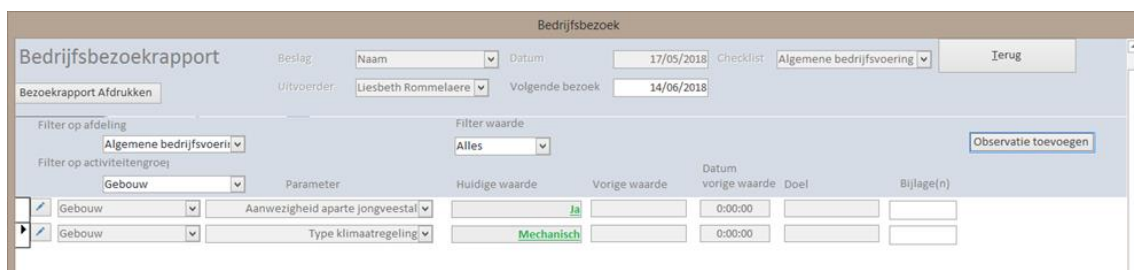 Bedrijfsbezoek
Bedrijfsbezoekrapport Beslag Naam Datum 17/05/2018 Checklist Algemene bedrijfsvoering Terug
Bezoekrapport Afdrukken Uitvoerder Liesbeth Rommelaere Volgende bezoek 14/06/2018
Filter op afdeling Filter waarde
Algemene bedrijfsvoerin Alles Observatie toevoegen
Filter op activiteitengroep
Gebouw Parameter Huidige waarde Vorige waarde Datum vorige waarde Doel Bijlage(n)
Gebouw Aanwezigheid aparte jongveestal Ja 0:00:00
Gebouw Type klimaatregeling Mechanisch 0:00:00